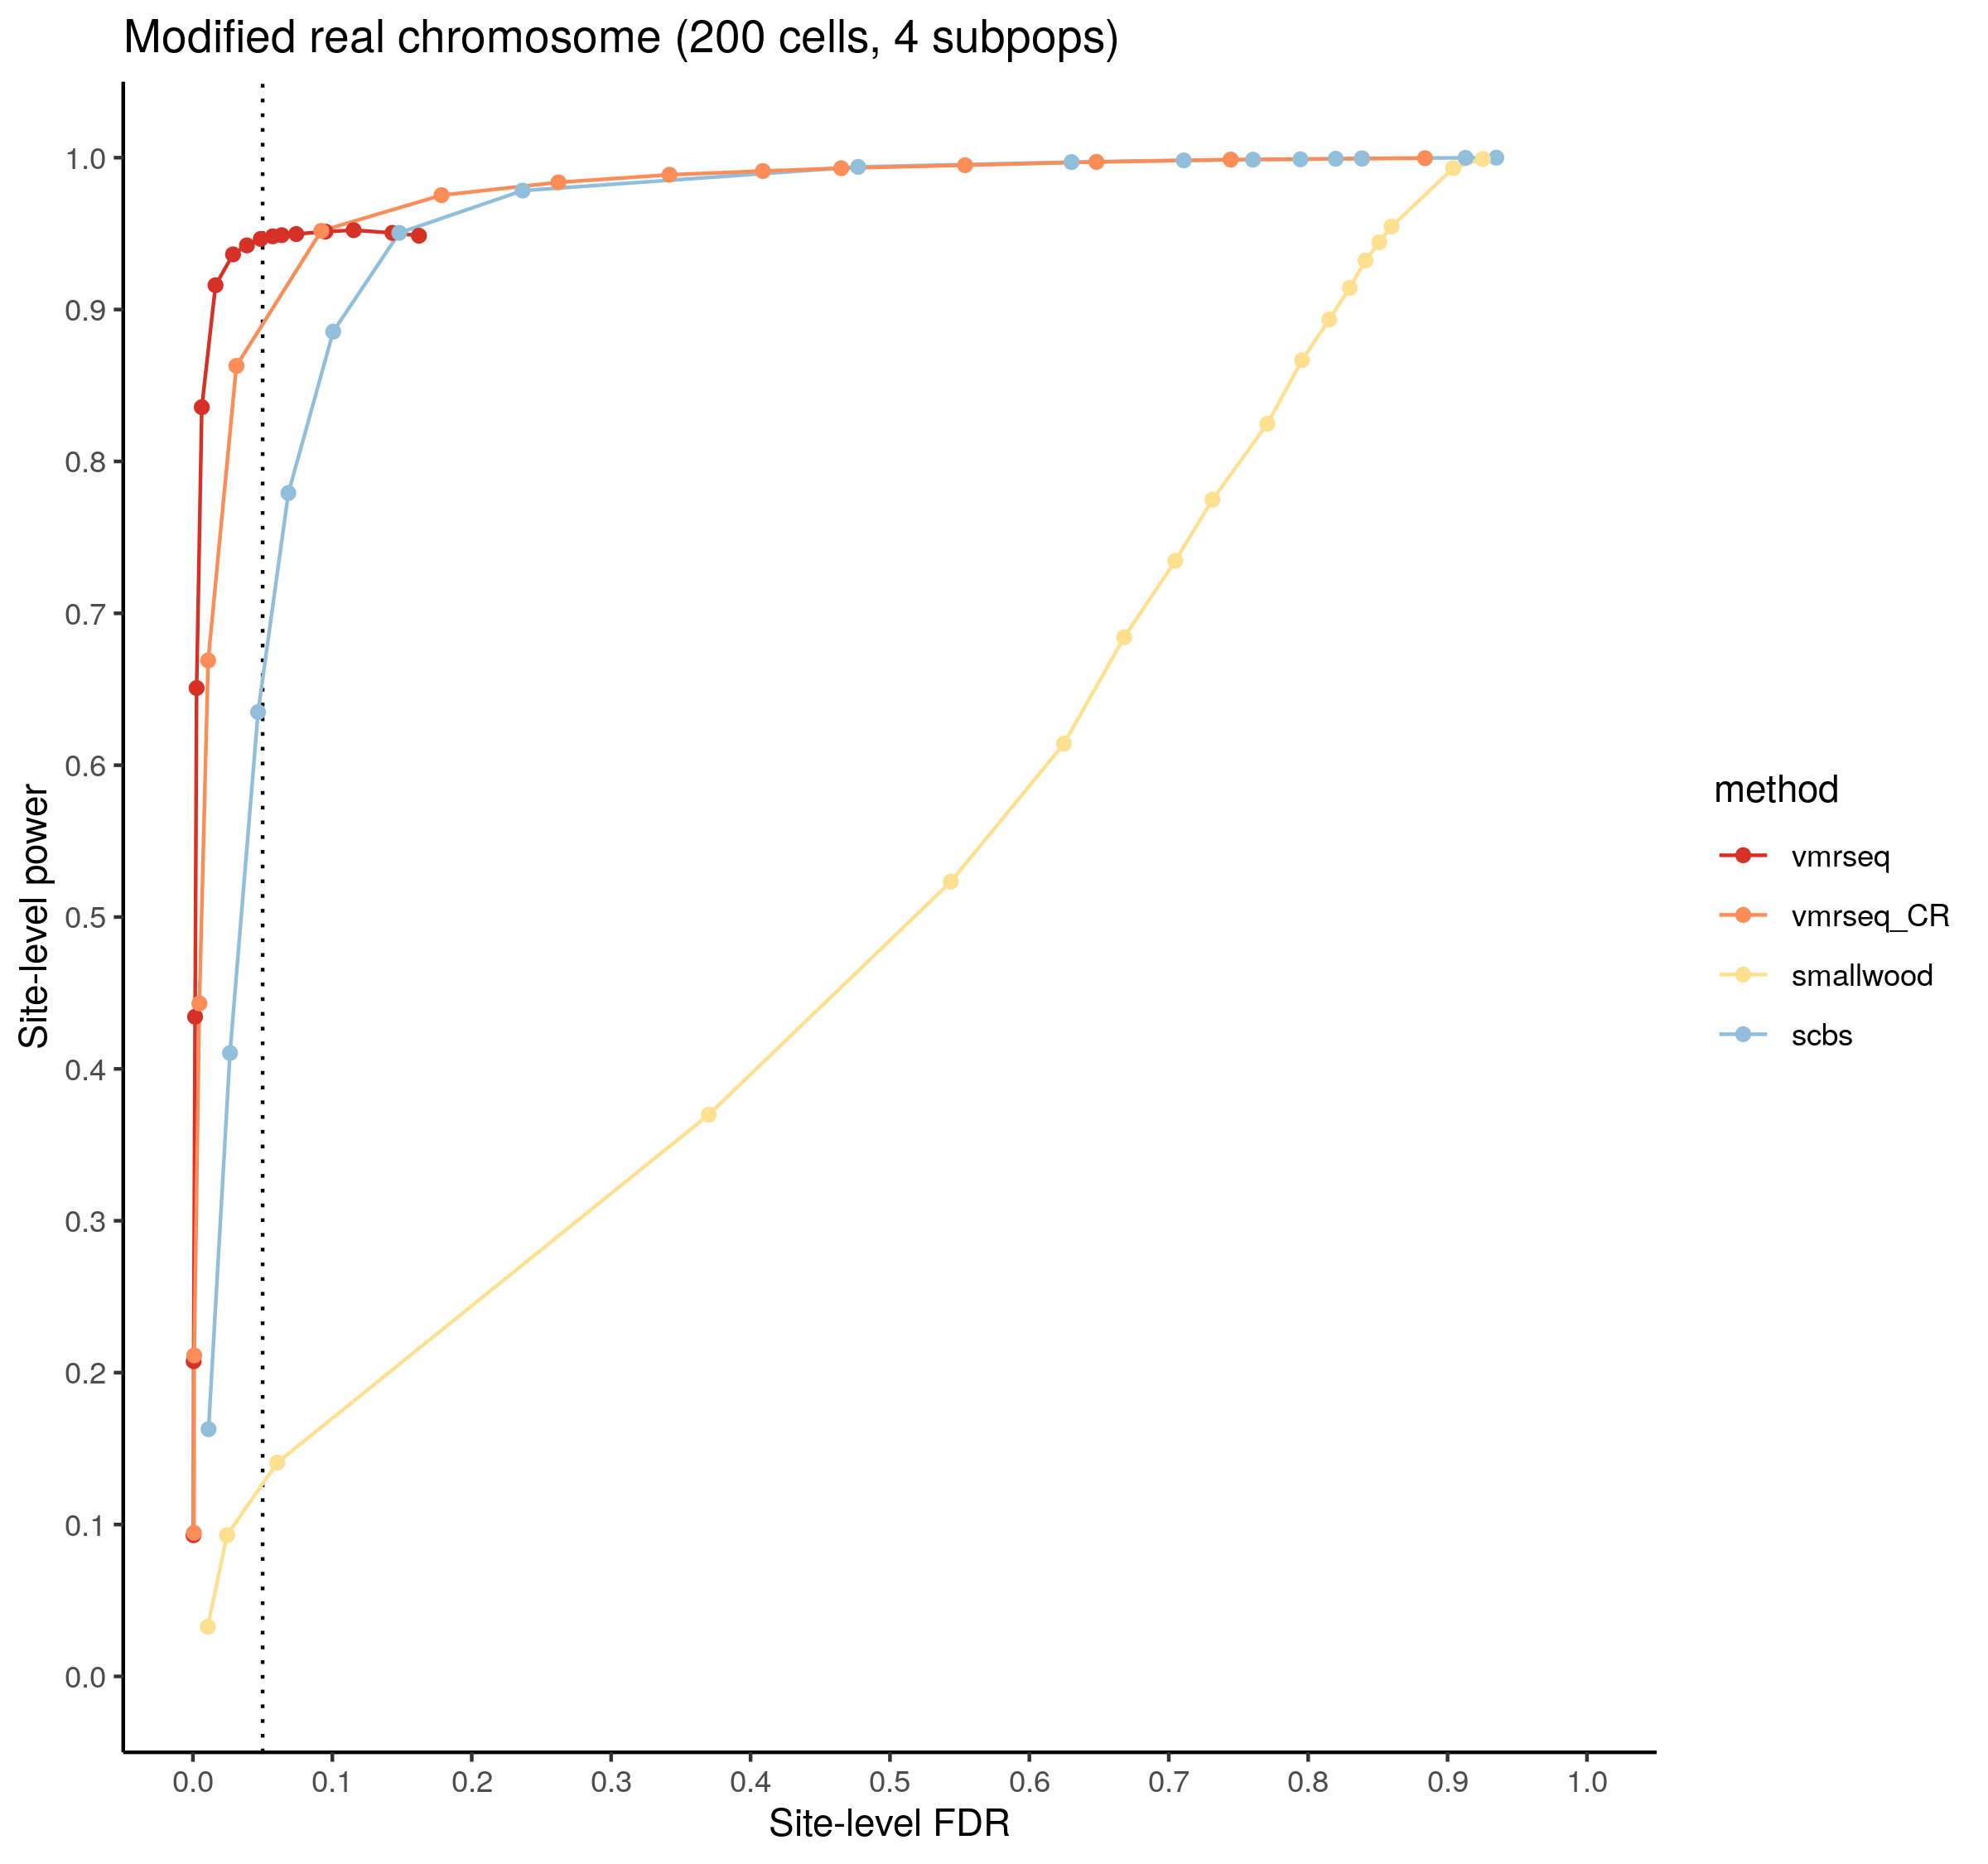 Modified real chromosome (200 cells, 4 subpops)
Site-level power
1.0
0.9
0.8
0.7
0.6
0.5
0.4
0.3
0.2
0.1
0.0
0.0 0.1 0.2 0.3 0.4 0.5 0.6 0.7 0.8 0.9 1.0
Site-level FDR
method
vmrseq
vmrseq_CR
smallwood
scbs